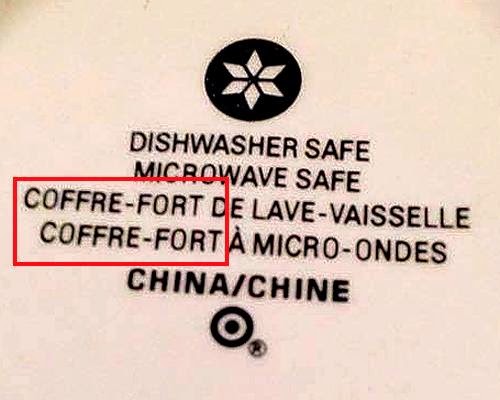 DISHWASHER SAFE
MICROWAVE SAFE
COFFRE-FORT DE LAVE-VAISSELLE
COFFRE-FORT À MICRO-ONDES
CHINA/CHINE
®